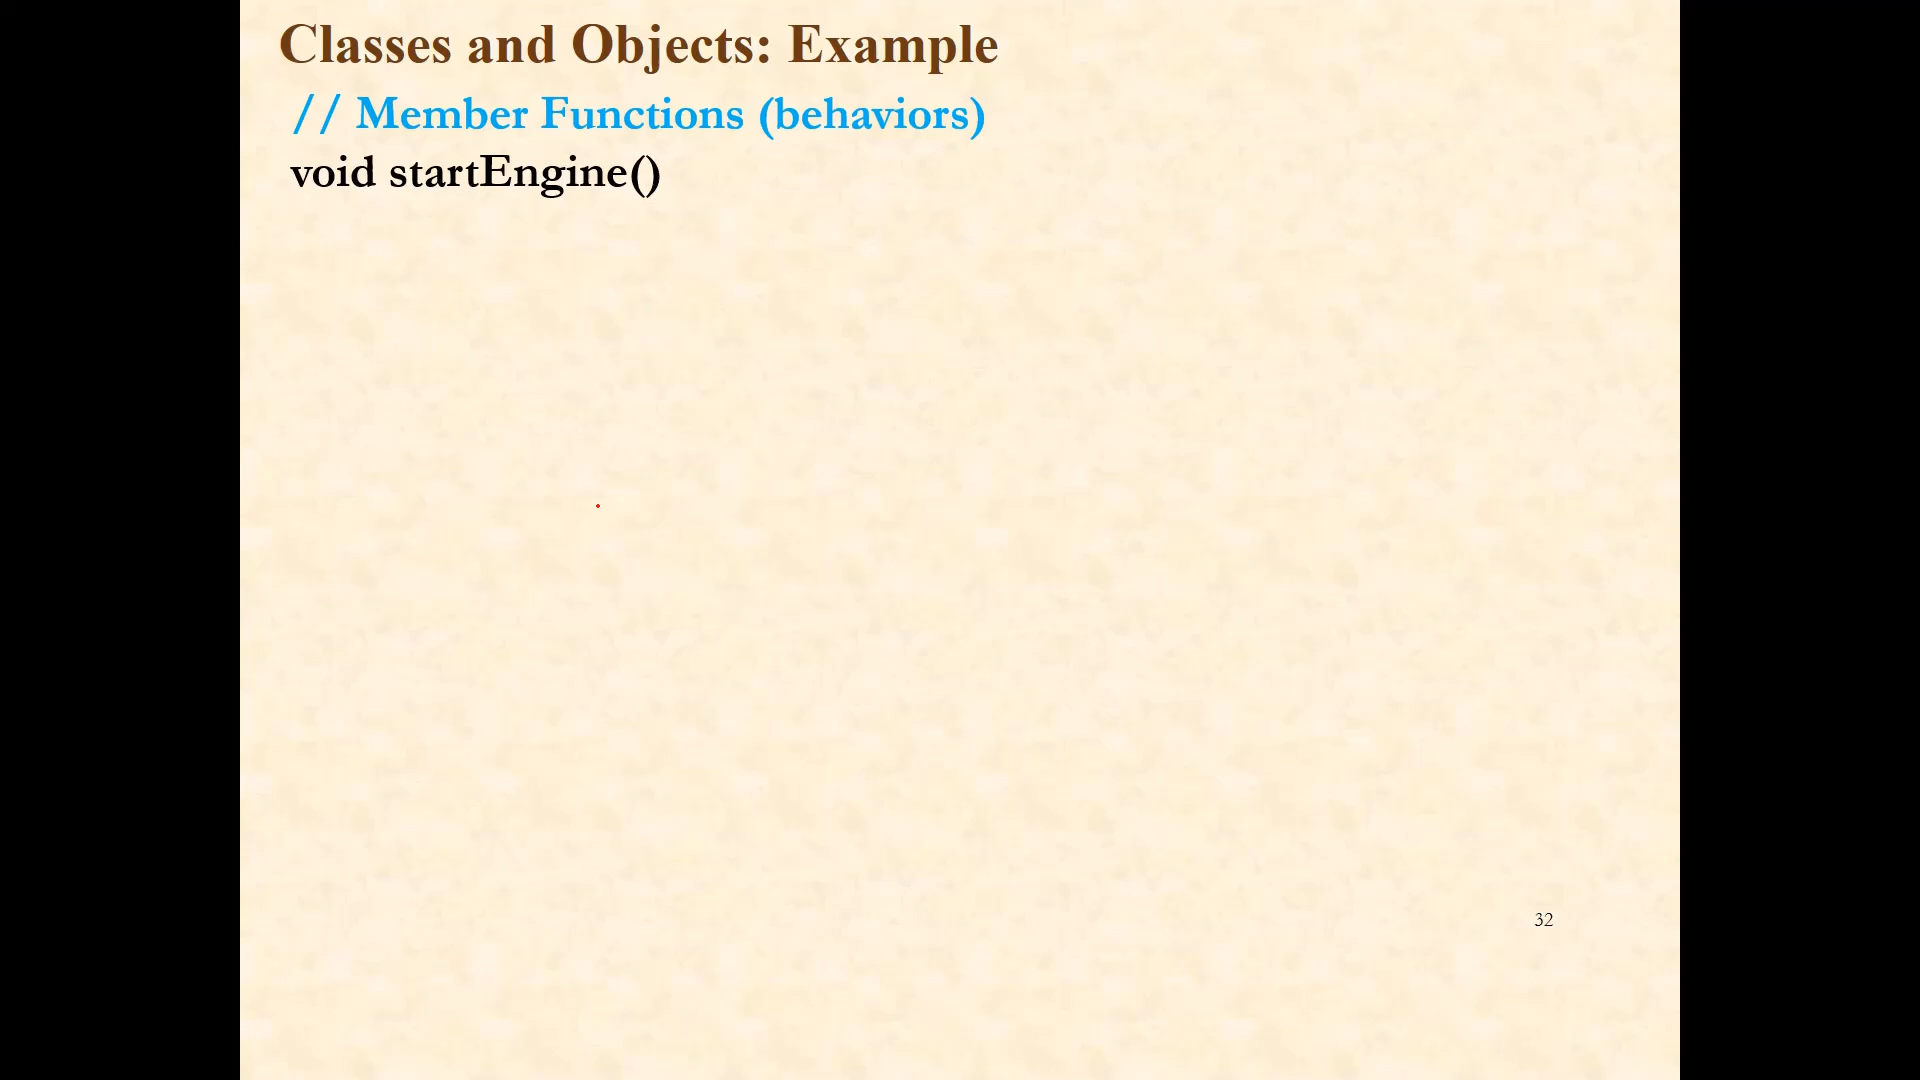 Classes and Objects: Example
// Member Functions (behaviors)
void startEngine()
32